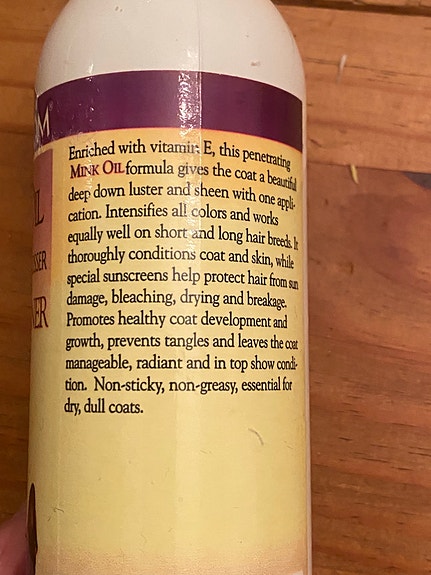 M
Enriched with vitamin E, this penetrating
MINK OIL formula gives the coat a beautiful
deep down luster and sheen with one appli-
cation. Intensifies all colors and works
equally well on short and long hair breeds. It
thoroughly conditions coat and skin, while
special sunscreens help protect hair from sun
damage, bleaching, drying and breakage.
Promotes healthy coat development and
growth, prevents tangles and leaves the coat
manageable, radiant and in top show condi-
tion. Non-sticky, non-greasy, essential for
dry, dull coats.
IL
SSER
ER